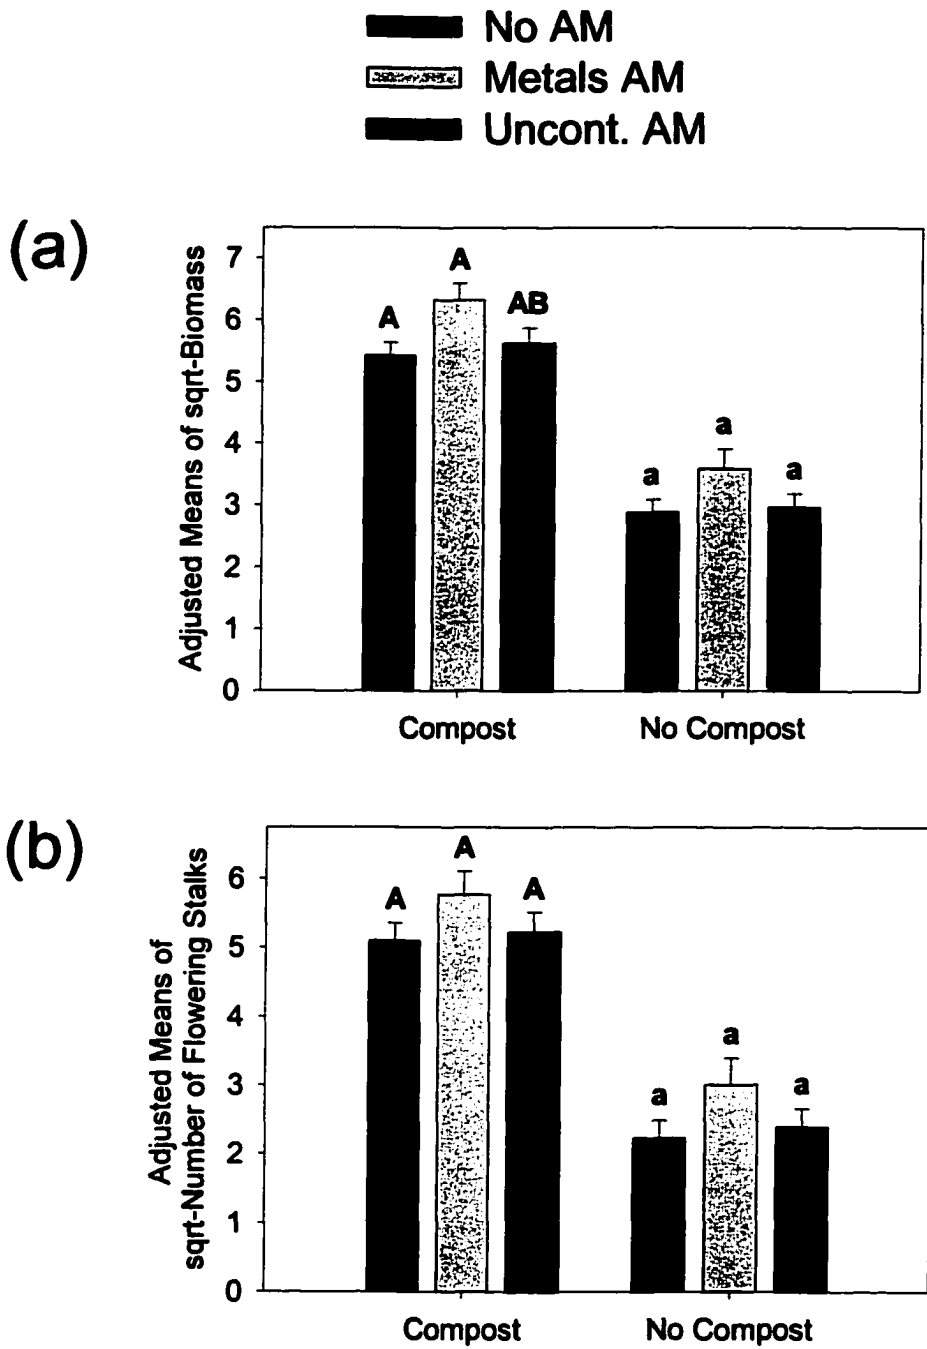 No AM
Metals AM
Uncont. AM
(a)
Adjusted Means of sqrt-Biomass
7
6
5
4
3
2
1
0
A
A
AB
a
a
a
Compost
No Compost
(b)
Adjusted Means of
sqrt-Number of Flowering Stalks
6
5
4
3
2
1
0
A
A
A
a
a
a
Compost
No Compost